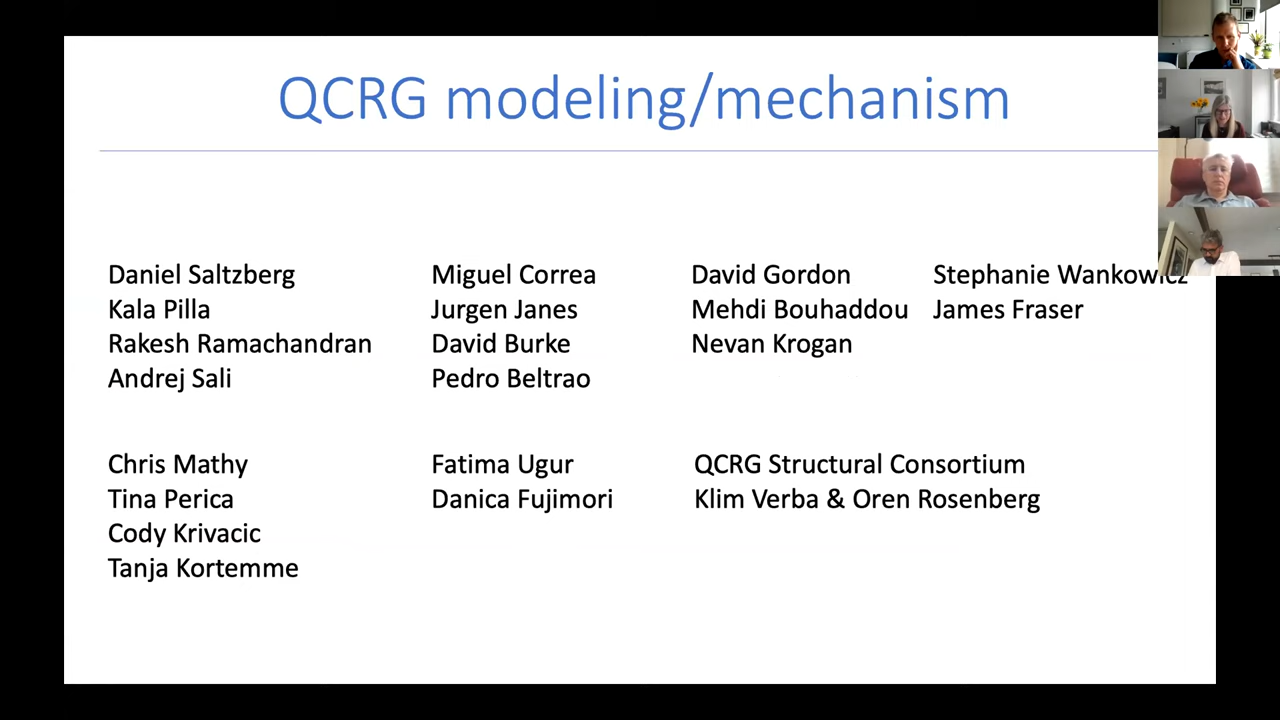 QCRG modeling/mechanism
Daniel Saltzberg
Kala Pilla
Rakesh Ramachandran
Andrej Sali
Miguel Correa
Jurgen Janes
David Burke
Pedro Beltrao
David Gordon
Mehdi Bouhaddou
Nevan Krogan
Stephanie Wankowicz
James Fraser
Chris Mathy
Tina Perica
Cody Krivacic
Tanja Kortemme
Fatima Ugur
Danica Fujimori
QCRG Structural Consortium
Klim Verba & Oren Rosenberg